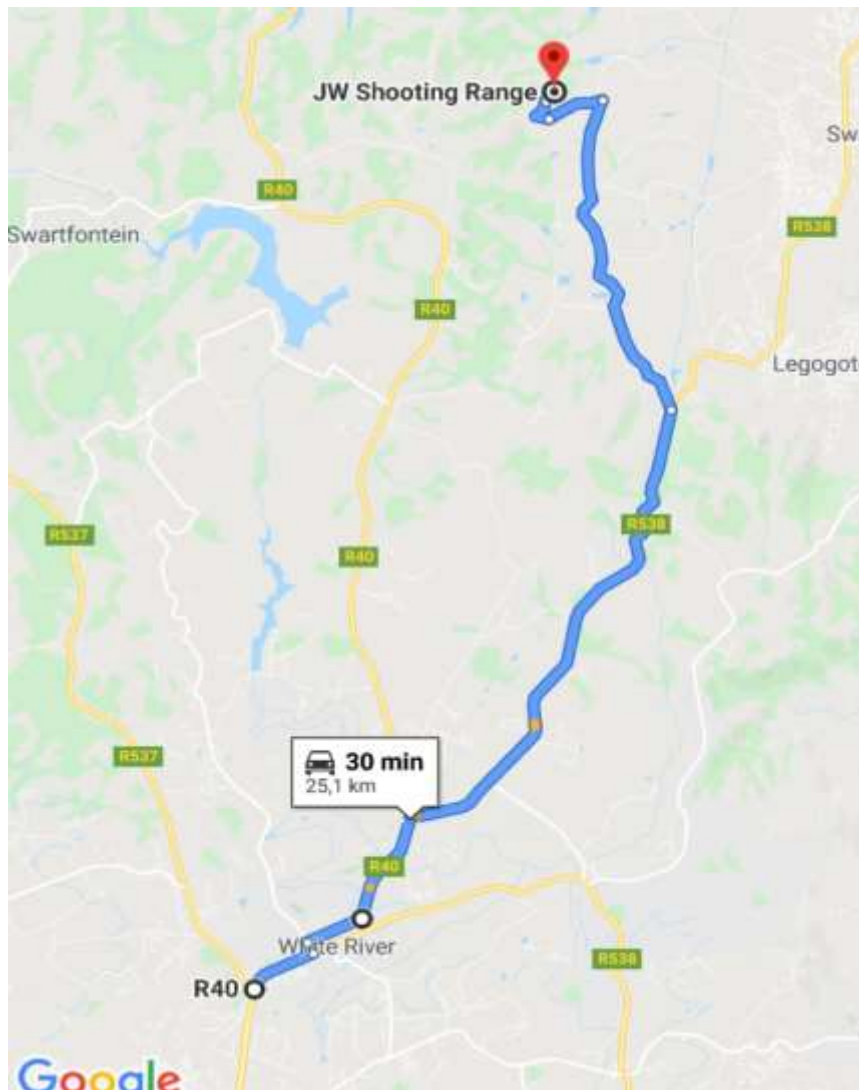 JW Shooting Range
Sw
R40
R538
Swartfontein
R40
Legogot
R538
R537
R40
R537
30 min
25,1 km
R40
White River
R538
R40
Google